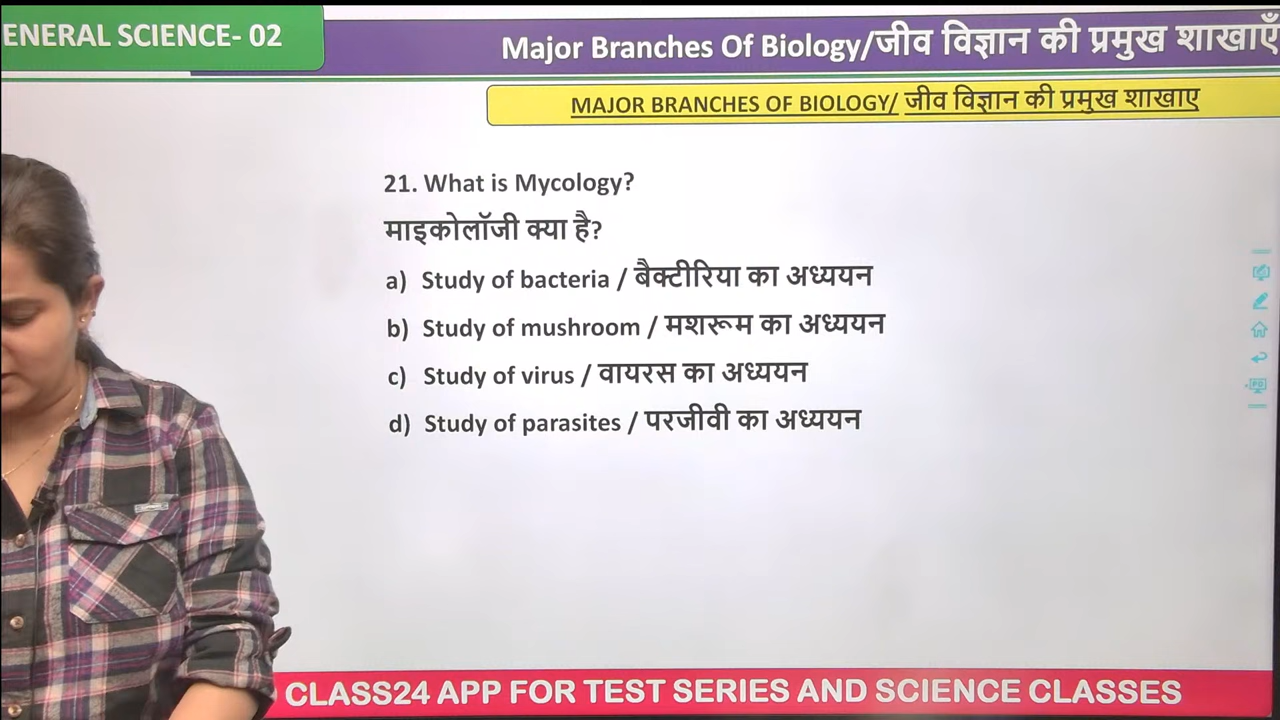 ENERAL SCIENCE- 02
Major Branches Of Biology/जीव विज्ञान की प्रमुख शाखाएँ
MAJOR BRANCHES OF BIOLOGY/ जीव विज्ञान की प्रमुख शाखाए
21. What is Mycology?
माइकोलॉजी क्या है?
a) Study of bacteria / बैक्टीरिया का अध्ययन
b) Study of mushroom / मशरूम का अध्ययन
c) Study of virus / वायरस का अध्ययन
d) Study of parasites / परजीवी का अध्ययन
CLASS24 APP FOR TEST SERIES AND SCIENCE CLASSES